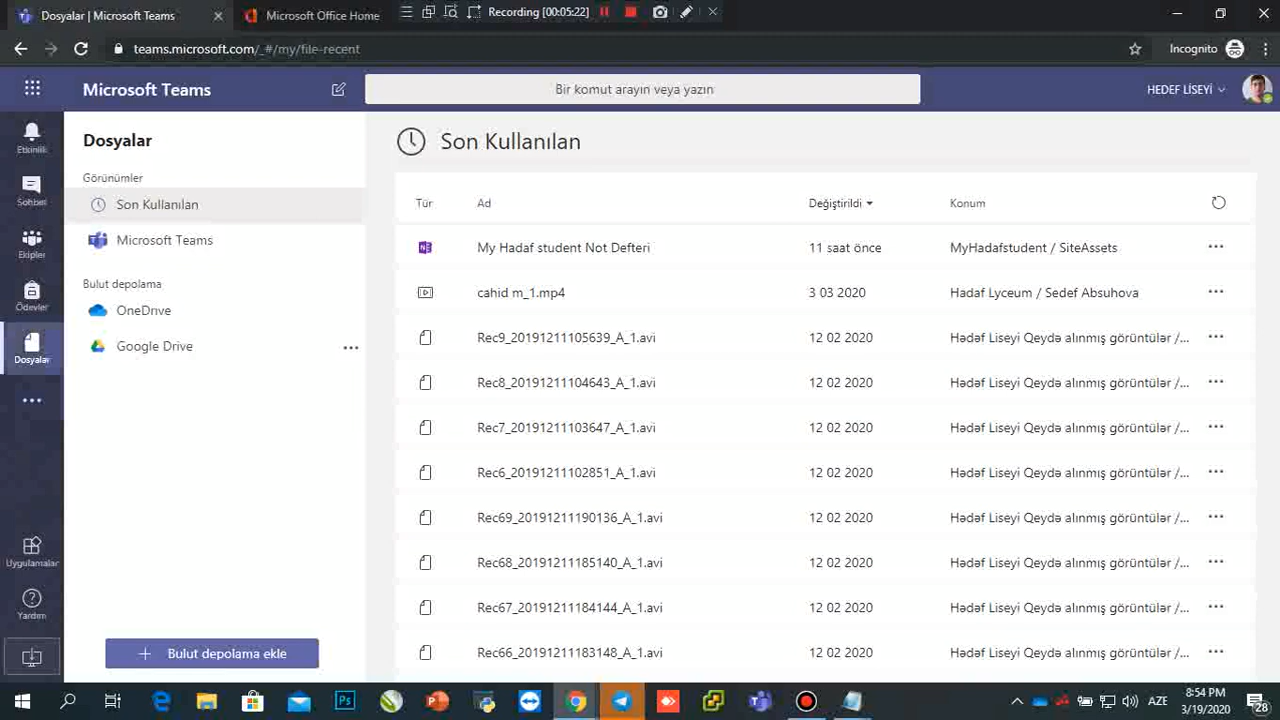 Dosyalar | Microsoft Teams
Microsoft Office Home
Recording [00:05:22]
teams.microsoft.com/_#/my/file-recent
Incognito
Microsoft Teams
Bir komut arayın veya yazın
HEDEF LİSEYİ
Etkinlik
Sohbet
Ekipler
Ödevler
Dosyalar
Uygulamalar
Yardım
Dosyalar
Görünümler
Son Kullanılan
Microsoft Teams
Bulut depolama
OneDrive
Google Drive
Bulut depolama ekle
Son Kullanılan
Tür Ad Değiştirildi Konum
My Hadaf student Not Defteri 11 saat önce MyHadafstudent / SiteAssets
cahid m_1.mp4 3 03 2020 Hadaf Lyceum / Sedef Absuhova
Rec9_20191211105639_A_1.avi 12 02 2020 Hədəf Liseyi Qeydə alınmış görüntülər /...
Rec8_20191211104643_A_1.avi 12 02 2020 Hədəf Liseyi Qeydə alınmış görüntülər /...
Rec7_20191211103647_A_1.avi 12 02 2020 Hədəf Liseyi Qeydə alınmış görüntülər /...
Rec6_20191211102851_A_1.avi 12 02 2020 Hədəf Liseyi Qeydə alınmış görüntülər /...
Rec69_20191211190136_A_1.avi 12 02 2020 Hədəf Liseyi Qeydə alınmış görüntülər /...
Rec68_20191211185140_A_1.avi 12 02 2020 Hədəf Liseyi Qeydə alınmış görüntülər /...
Rec67_20191211184144_A_1.avi 12 02 2020 Hədəf Liseyi Qeydə alınmış görüntülər /...
Rec66_20191211183148_A_1.avi 12 02 2020 Hədəf Liseyi Qeydə alınmış görüntülər /...
AZE
8:54 PM
3/19/2020
28